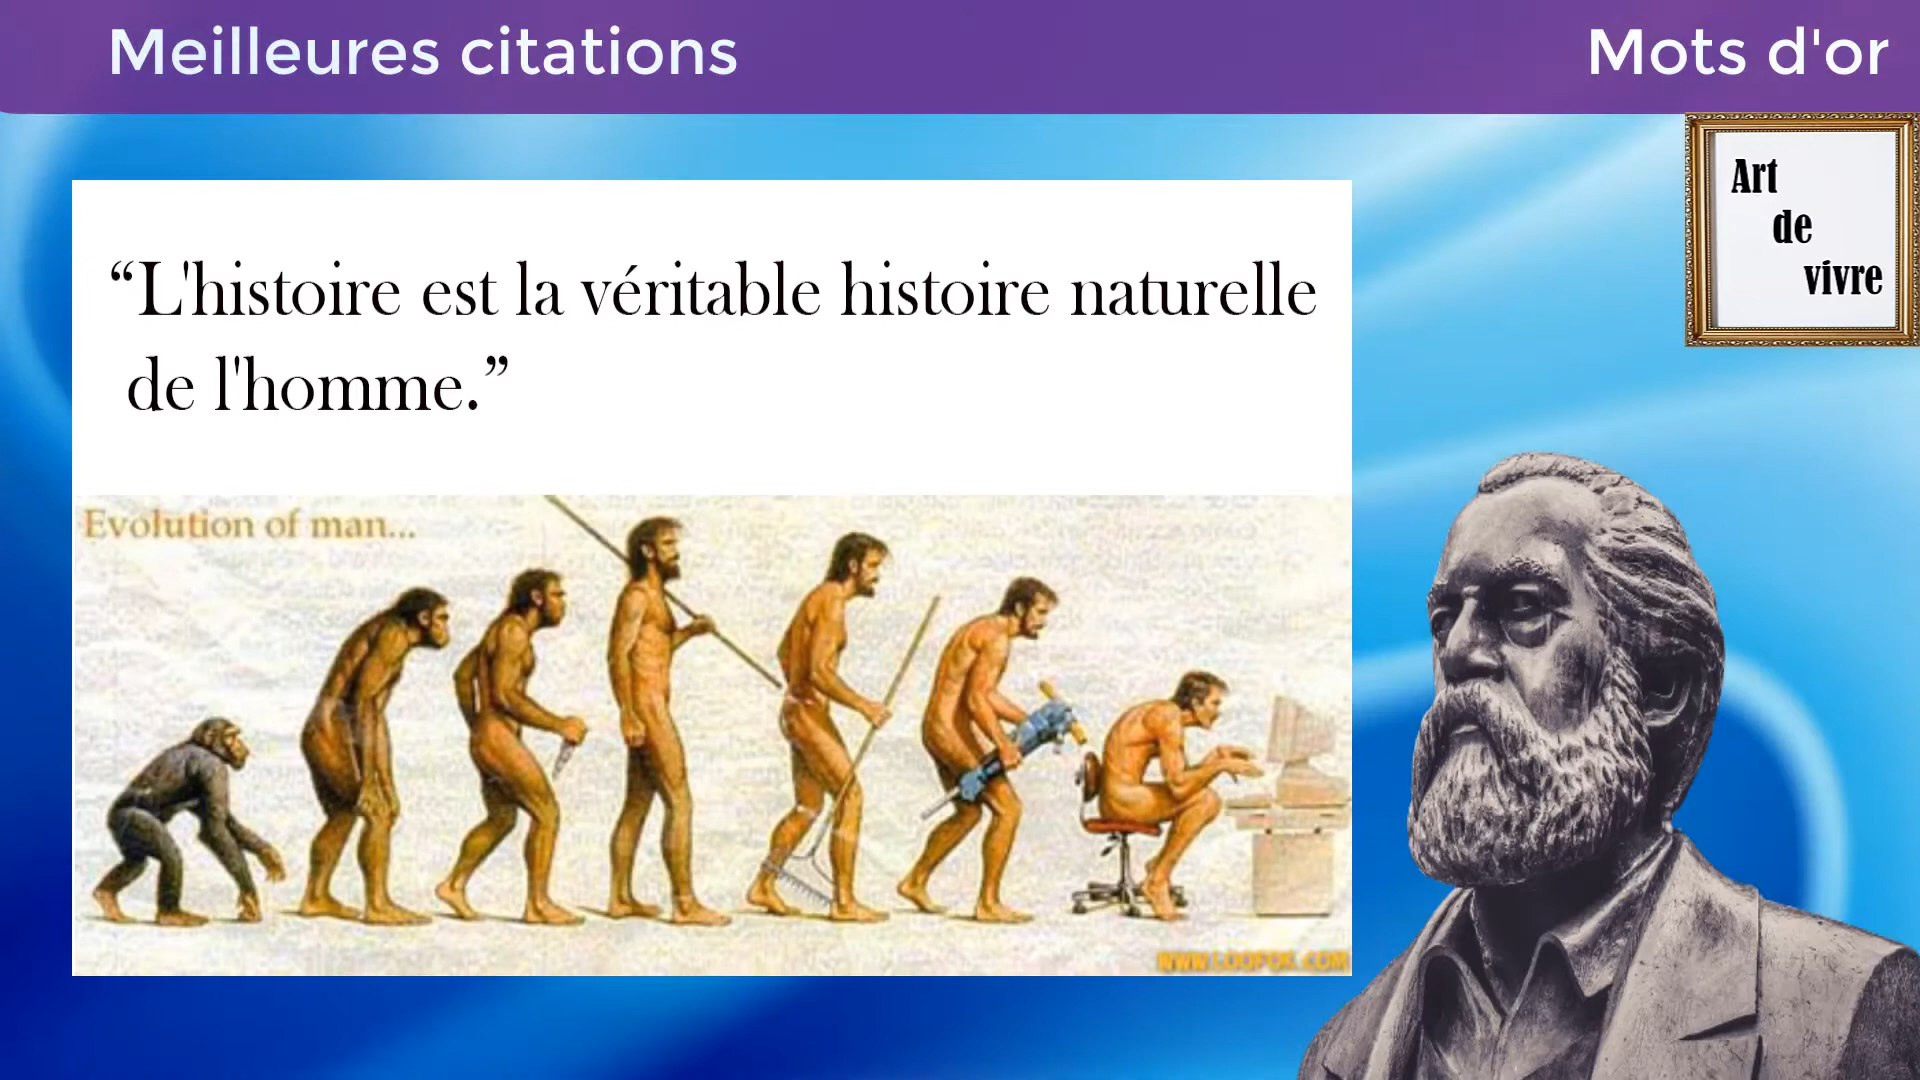 Meilleures citations
Mots d'or
Art
de
vivre
“L'histoire est la véritable histoire naturelle
de l'homme.”
Evolution of man...